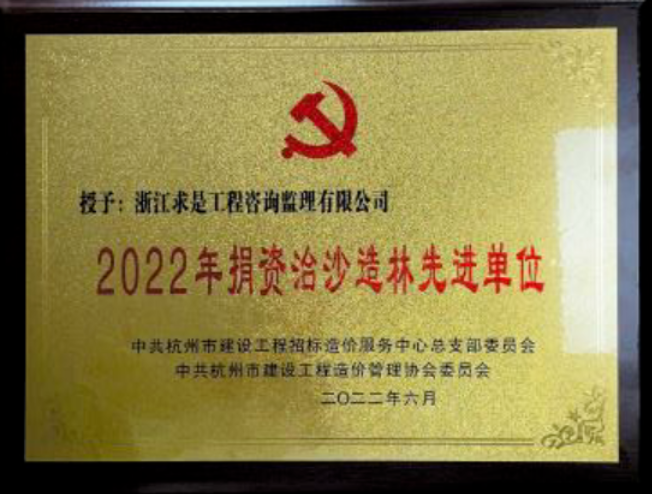 授予：浙江求是工程咨询监理有限公司
2022年捐资治沙造林先进单位
中共杭州市建设工程招标造价服务中心总支部委员会
中共杭州市建设工程造价管理协会委员会
二〇二二年六月